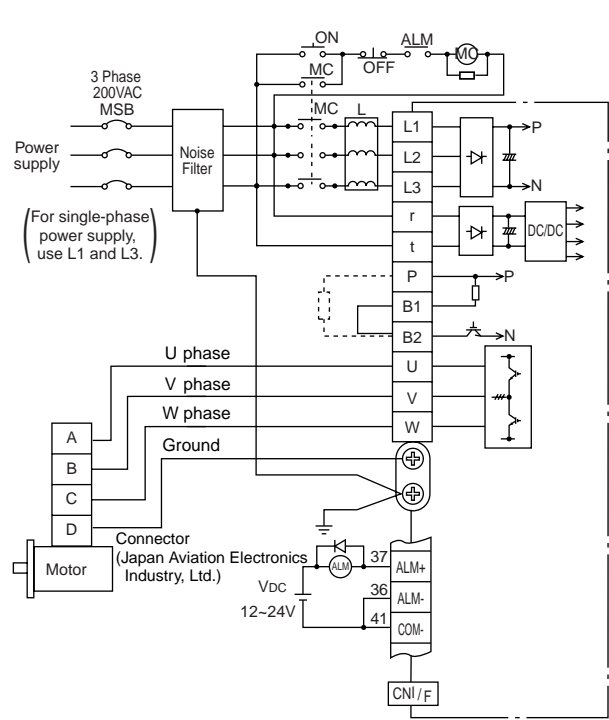 ON
ALM
MC
OFF
MC
3 Phase
200VAC
MSB
MC
L
Power
supply
Noise
Filter
L1
L2
L3
r
t
P
B1
B2
U
V
W
P
N
DC/DC
P
N
(For single-phase
power supply,
use L1 and L3.)
U phase
V phase
W phase
Ground
A
B
C
D
Motor
Connector
(Japan Aviation Electronics
Industry, Ltd.)
ALM
VDC
12~24V
37
ALM+
36
ALM-
41
COM-
CNI/F